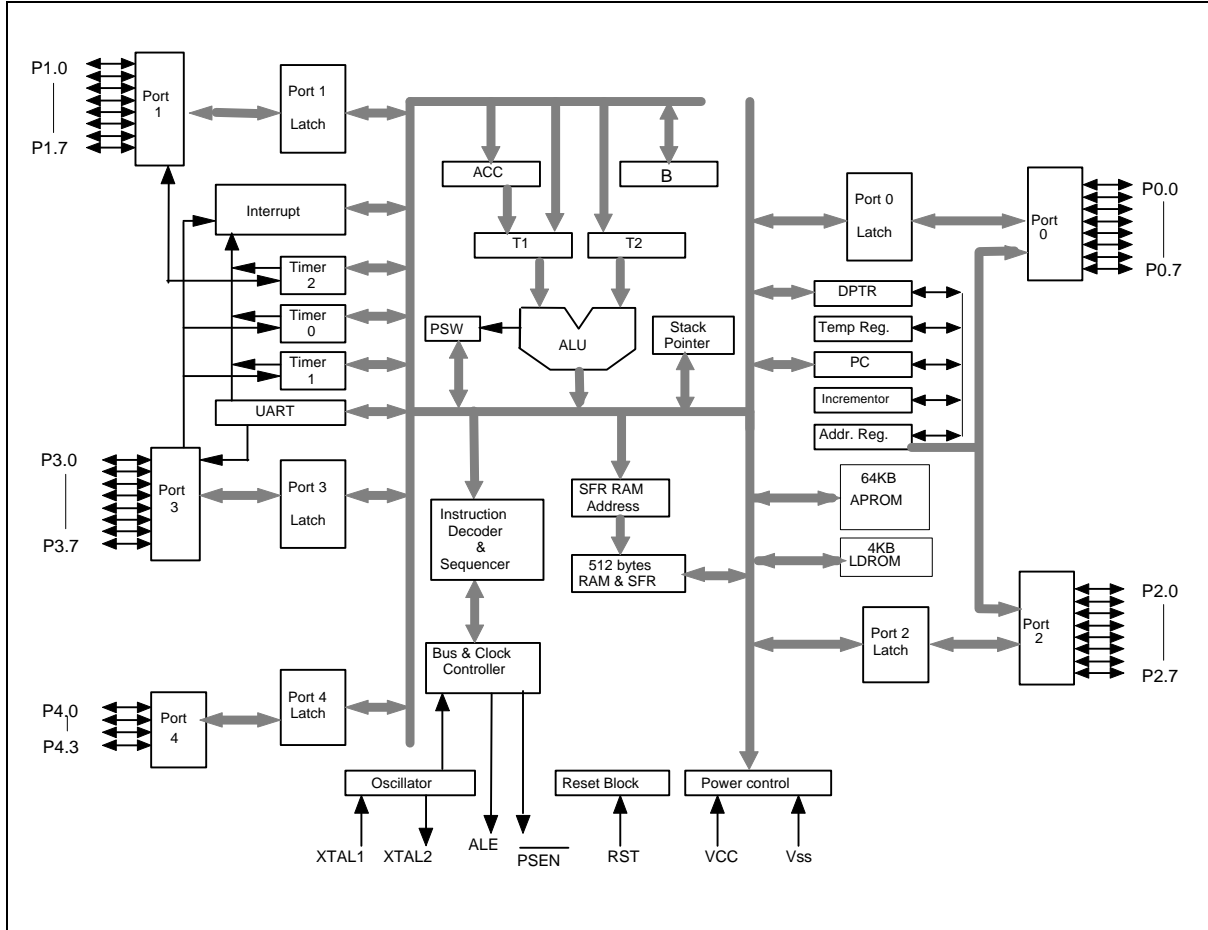 P1.0
P1.7
Port
1
Port 1
Latch
ACC
B
Interrupt
T1
T2
Timer
2
Timer
0
Timer
1
UART
PSW
ALU
Stack
Pointer
Port 0
Latch
Port
0
P0.0
P0.7
DPTR
Temp Reg.
PC
Incrementor
Addr. Reg.
64KB
APROM
4KB
LDROM
P3.0
P3.7
Port
3
Port 3
Latch
Instruction
Decoder
&
Sequencer
SFR RAM
Address
512 bytes
RAM & SFR
Port 2
Latch
Port
2
P2.0
P2.7
Bus & Clock
Controller
P4.0
P4.3
Port
4
Port 4
Latch
Oscillator
Reset Block
Power control
XTAL1
XTAL2
ALE
PSEN
RST
VCC
Vss